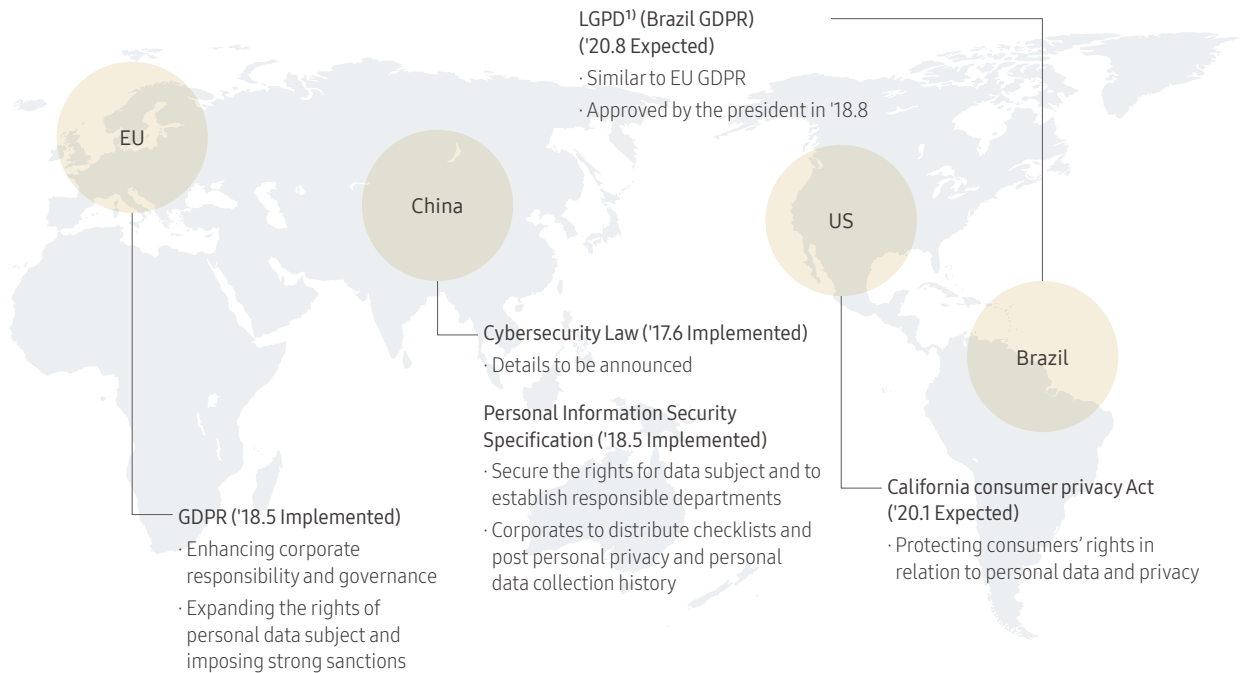 LGPD¹⁾ (Brazil GDPR)
('20.8 Expected)
· Similar to EU GDPR
· Approved by the president in '18.8
EU
China
US
Brazil
Cybersecurity Law ('17.6 Implemented)
· Details to be announced
Personal Information Security
Specification ('18.5 Implemented)
· Secure the rights for data subject and to
establish responsible departments
· Corporates to distribute checklists and
post personal privacy and personal
data collection history
GDPR ('18.5 Implemented)
· Enhancing corporate
responsibility and governance
· Expanding the rights of
personal data subject and
imposing strong sanctions
California consumer privacy Act
('20.1 Expected)
· Protecting consumers’ rights in
relation to personal data and privacy